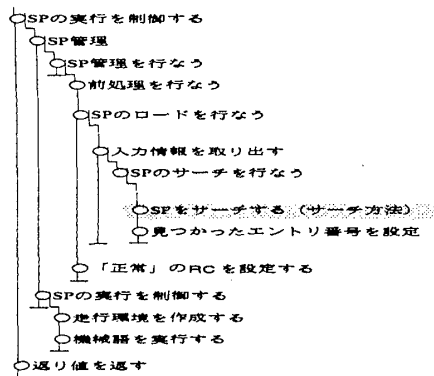 SPの実行を制御する
SP管理
SP管理を行なう
前処理を行なう
SPのロードを行なう
入力情報を取り出す
SPのサーチを行なう
SPをサーチする（サーチ方法）
見つかったエントリ番号を設定
「正常」のRCを設定する
SPの実行を制御する
走行環境を作成する
機械語を実行する
返り値を返す